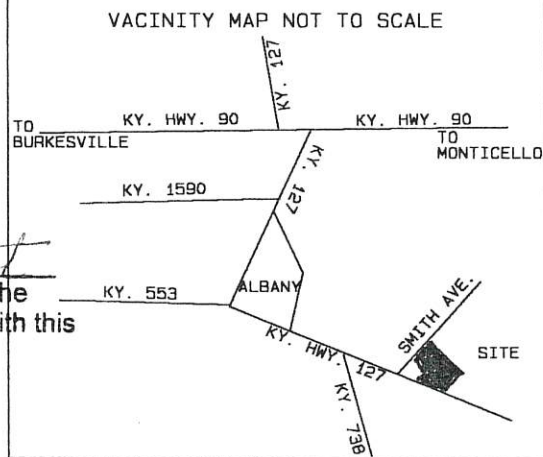 VACINITY MAP NOT TO SCALE
KY. 127
KY. HWY. 90
KY. HWY. 90
TO
BURKESVILLE
TO
MONTICELLO
KY. 127
KY. 1590
he
ith this
KY. 553
ALBANY
SMITH AVE.
SITE
KY. HWY. 127
KY. 738